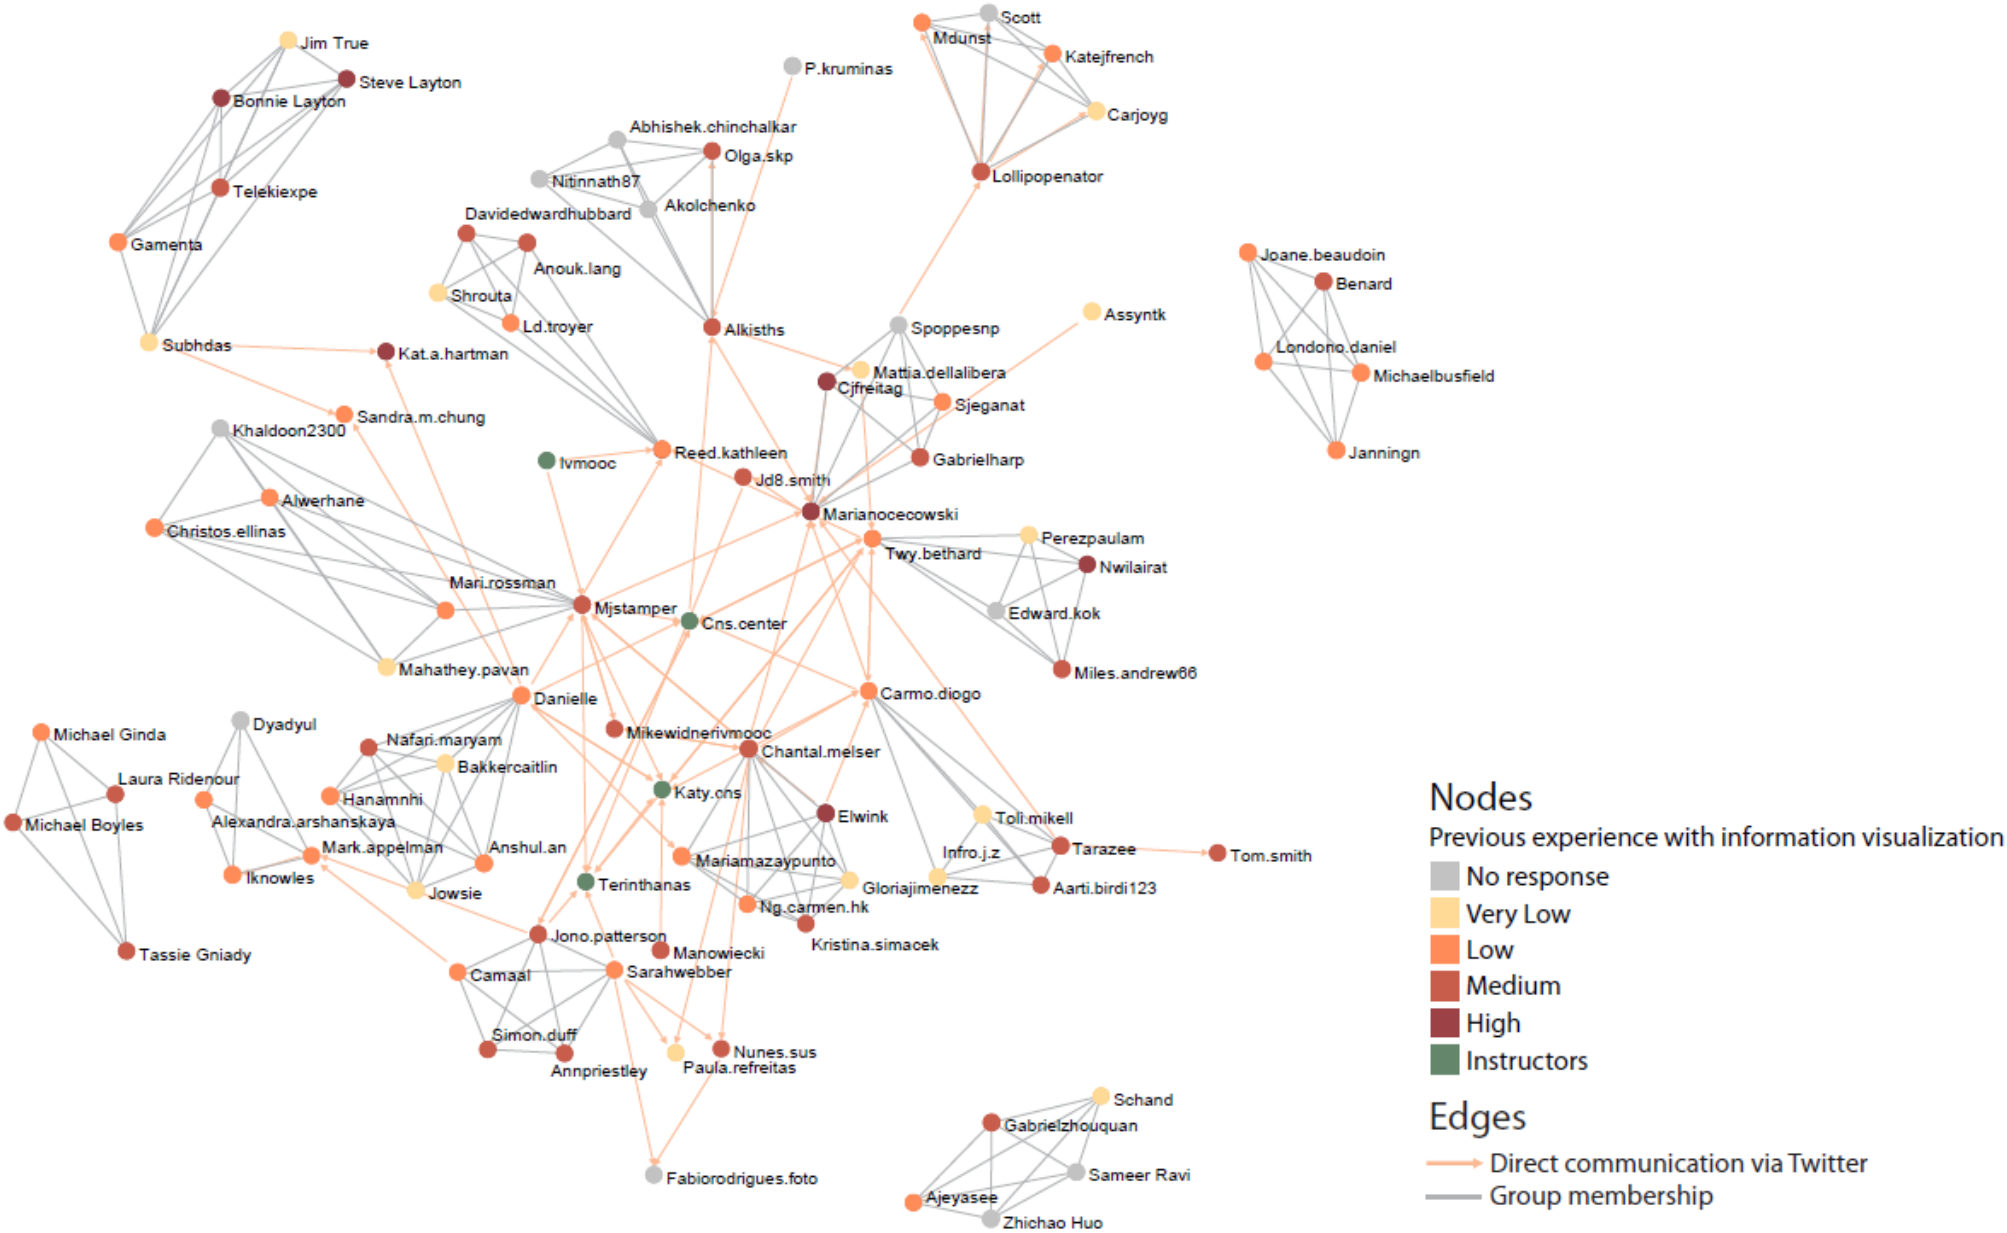 Scott
Mdunst
Jim True
Katejfrench
P.kruminas
Steve Layton
Bonnie Layton
Carjoyg
Abhishek.chinchalkar
Olga.skp
Lollipopenator
Nitinnath87
Telekiexpe
Akolchenko
Davidedwardhubbard
Gamenta
Joane.beaudoin
Anouk.lang
Benard
Shrouta
Assyntk
Ld.troyer
Alkisths
Spoppesnp
Subhdas
Londono.daniel
Kat.a.hartman
Mattia.dellalibera
Michaelbusfield
Cjfreitag
Sjeganat
Sandra.m.chung
Khaldoon2300
Reed.kathleen
Janningn
Ivmooc
Gabrielharp
Jd8.smith
Alwerhane
Marianocecowski
Christos.ellinas
Perezpaulam
Twy.bethard
Nwilairat
Mari.rossman
Mjstamper
Edward.kok
Cns.center
Mahathey.pavan
Miles.andrew66
Carmo.diogo
Danielle
Dyadyul
Michael Ginda
Mikewidnerivmooc
Nafari.maryam
Chantal.melser
Bakkercaitlin
Laura Ridenour
Katy.cns
Hanamnhi
Elwink
Toli.mikell
Alexandra.arshanskaya
Michael Boyles
Mark.appelman
Anshul.an
Tarazee
Infro.j.z
Tom.smith
Mariamazaypunto
Iknowles
Terinthanas
Gloriajimenezz
Aarti.birdi123
Jowsie
Ng.carmen.hk
Jono.patterson
Kristina.simacek
Tassie Gniady
Manowiecki
Camaal
Sarahwebber
Simon.duff
Nunes.sus
Paula.refreitas
Annpriestley
Schand
Gabrielzhouquan
Sameer Ravi
Fabiorodrigues.foto
Ajeyasee
Zhichao Huo
Nodes
Previous experience with information visualization
No response
Very Low
Low
Medium
High
Instructors
Edges
Direct communication via Twitter
Group membership